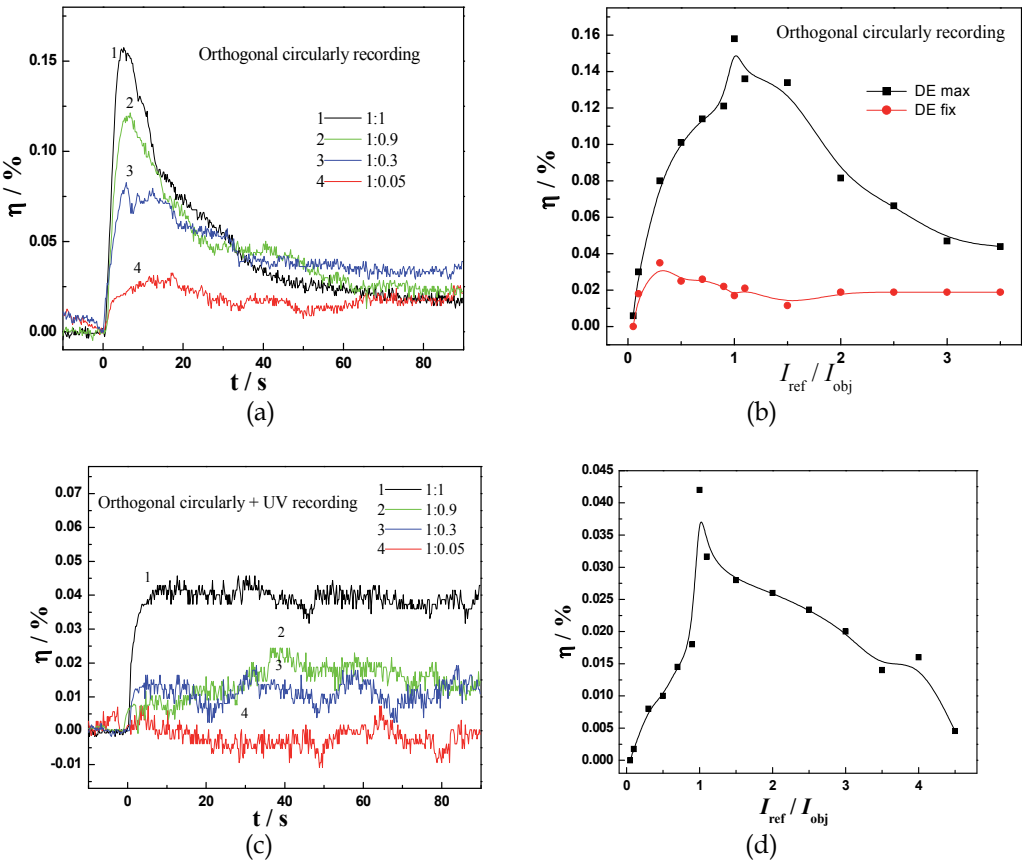 Orthogonal circularly recording
1 1:1
2 1:0.9
3 1:0.3
4 1:0.05
1
2
3
4
0.15
0.10
0.05
0.00
η / %
0 20 40 60 80
t / s
(a)
Orthogonal circularly recording
DE max
DE fix
0.16
0.14
0.12
0.10
0.08
0.06
0.04
0.02
0.00
η / %
0 1 2 3
I_ref / I_obj
(b)
Orthogonal circularly + UV recording
1 1:1
2 1:0.9
3 1:0.3
4 1:0.05
1
2
3
4
0.07
0.06
0.05
0.04
0.03
0.02
0.01
0.00
-0.01
η / %
0 20 40 60 80
t / s
(c)
0.045
0.040
0.035
0.030
0.025
0.020
0.015
0.010
0.005
0.000
η / %
0 1 2 3 4
I_ref / I_obj
(d)